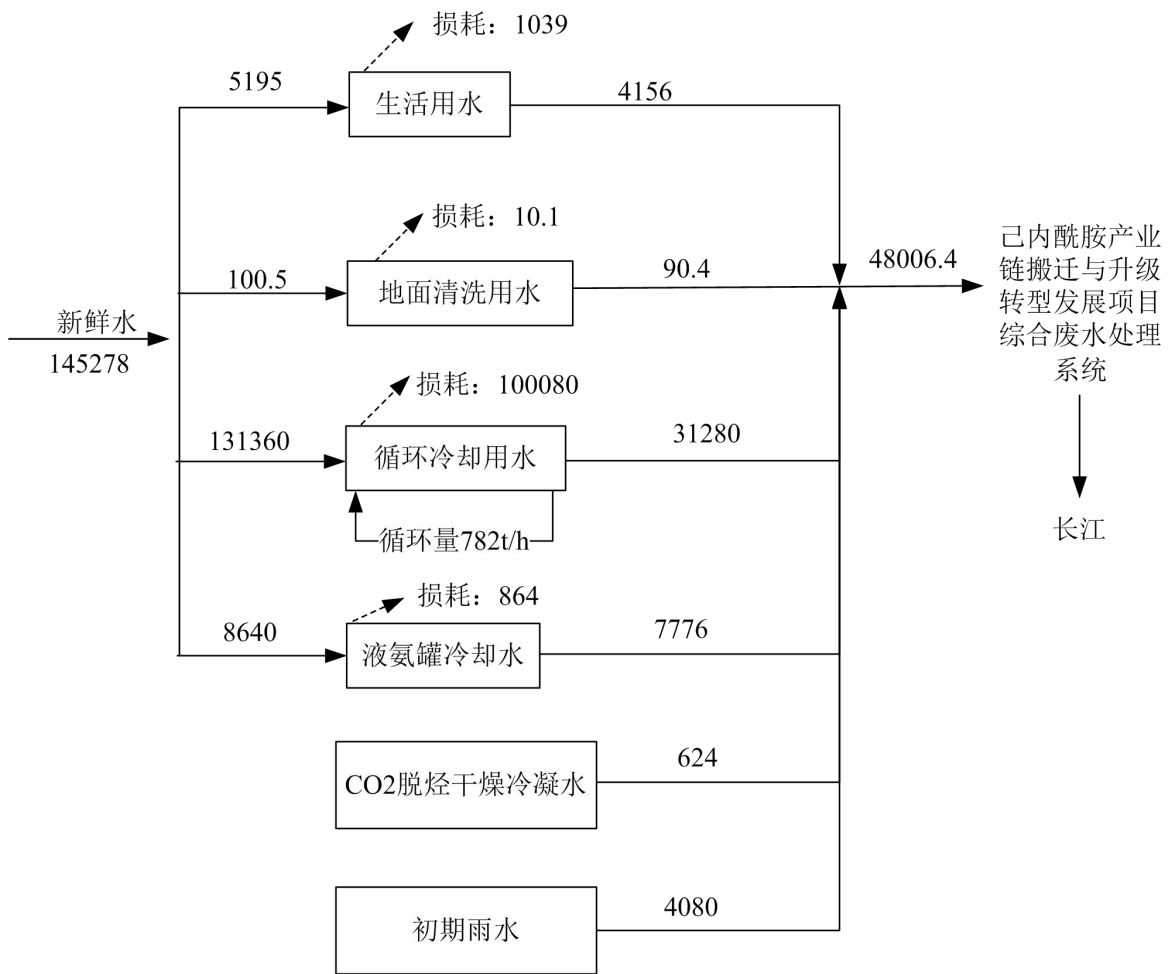 损耗：1039
5195
生活用水
4156
损耗：10.1
100.5
地面清洗用水
90.4
48006.4
己内酰胺产业
链搬迁与升级
转型发展项目
综合废水处理
系统
新鲜水
145278
损耗：100080
131360
循环冷却用水
31280
循环量782t/h
长江
损耗：864
8640
液氨罐冷却水
7776
CO2脱烃干燥冷凝水
624
初期雨水
4080